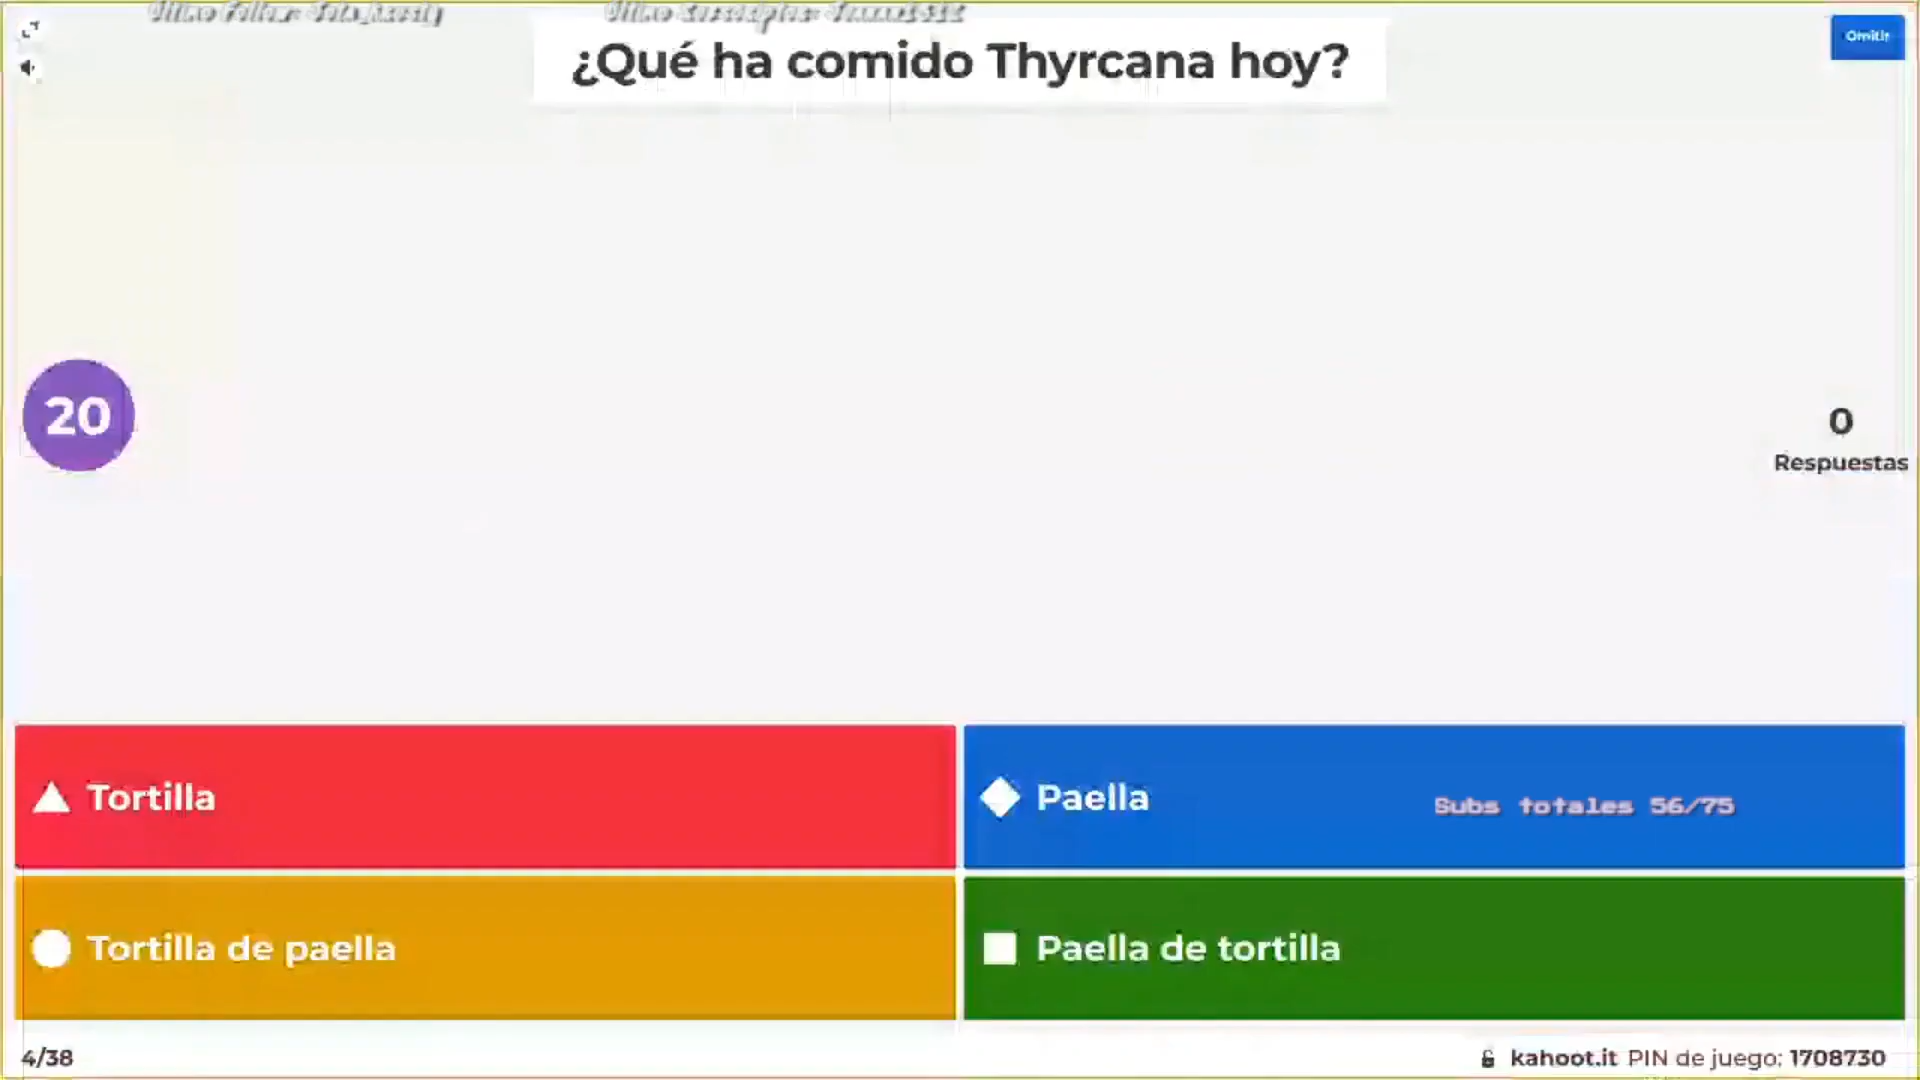 ¿Qué ha comido Thyrcana hoy?
Omitir
20
0
Respuestas
Tortilla
Paella
Subs totales 56/75
Tortilla de paella
Paella de tortilla
4/38
kahoot.it PIN de juego: 1708730